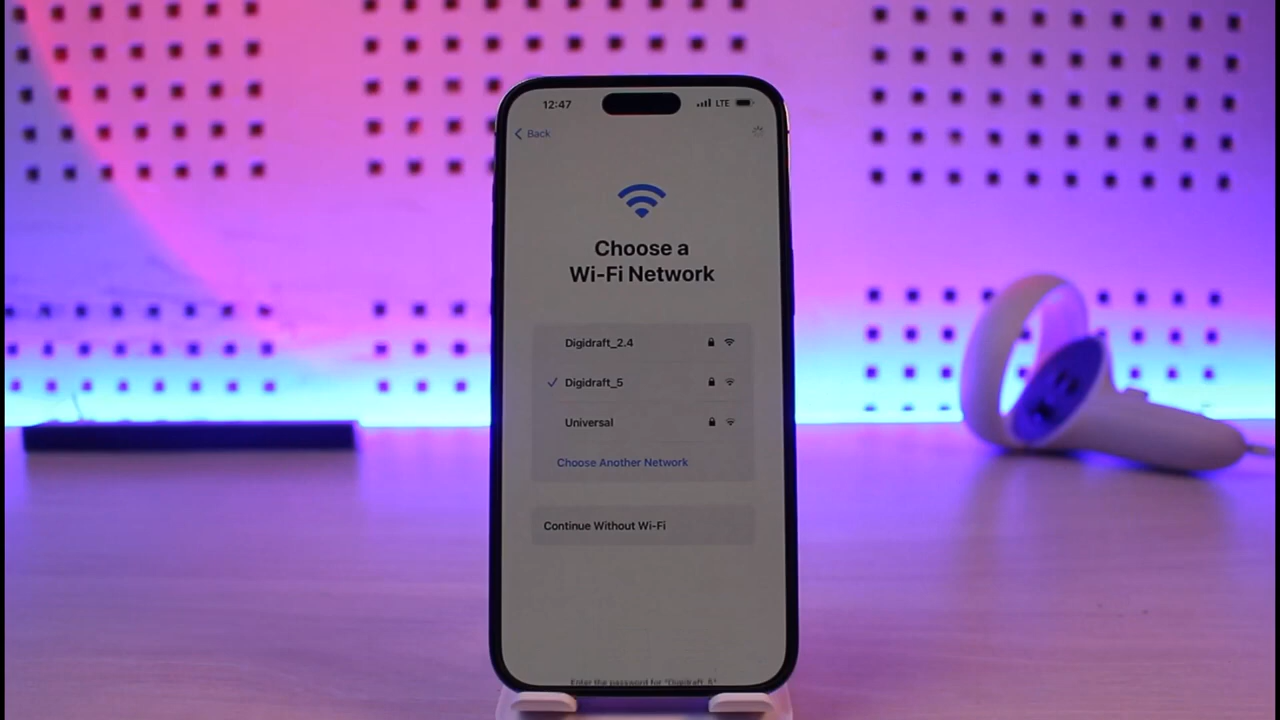 12:47 LTE
Back
Choose a
Wi-Fi Network
Digidraft_2.4
Digidraft_5
Universal
Choose Another Network
Continue Without Wi-Fi
Enter the password for "Digidraft_5"